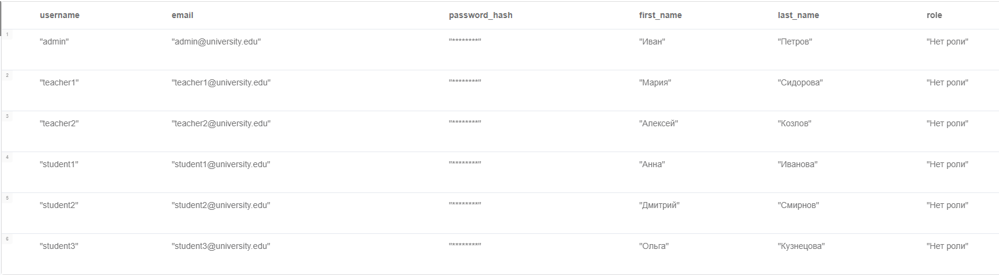 username email password_hash first_name last_name role
1
"admin" "admin@university.edu" "********" "Иван" "Петров" "Нет роли"
2
"teacher1" "teacher1@university.edu" "********" "Мария" "Сидорова" "Нет роли"
3
"teacher2" "teacher2@university.edu" "********" "Алексей" "Козлов" "Нет роли"
4
"student1" "student1@university.edu" "********" "Анна" "Иванова" "Нет роли"
5
"student2" "student2@university.edu" "********" "Дмитрий" "Смирнов" "Нет роли"
6
"student3" "student3@university.edu" "********" "Ольга" "Кузнецова" "Нет роли"